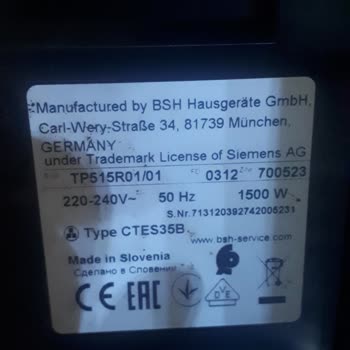 Manufactured by BSH Hausgeräte GmbH,
Carl-Wery-Straße 34, 81739 München,
GERMANY
under Trademark License of Siemens AG
TP515R01/01 0312 700523
220-240V~ 50 Hz 1500 W
S.Nr.713120392742005231
Type CTES35B
www.bsh-service.com
Made in Slovenia
Сделано в Словении
CE EAC
VDE